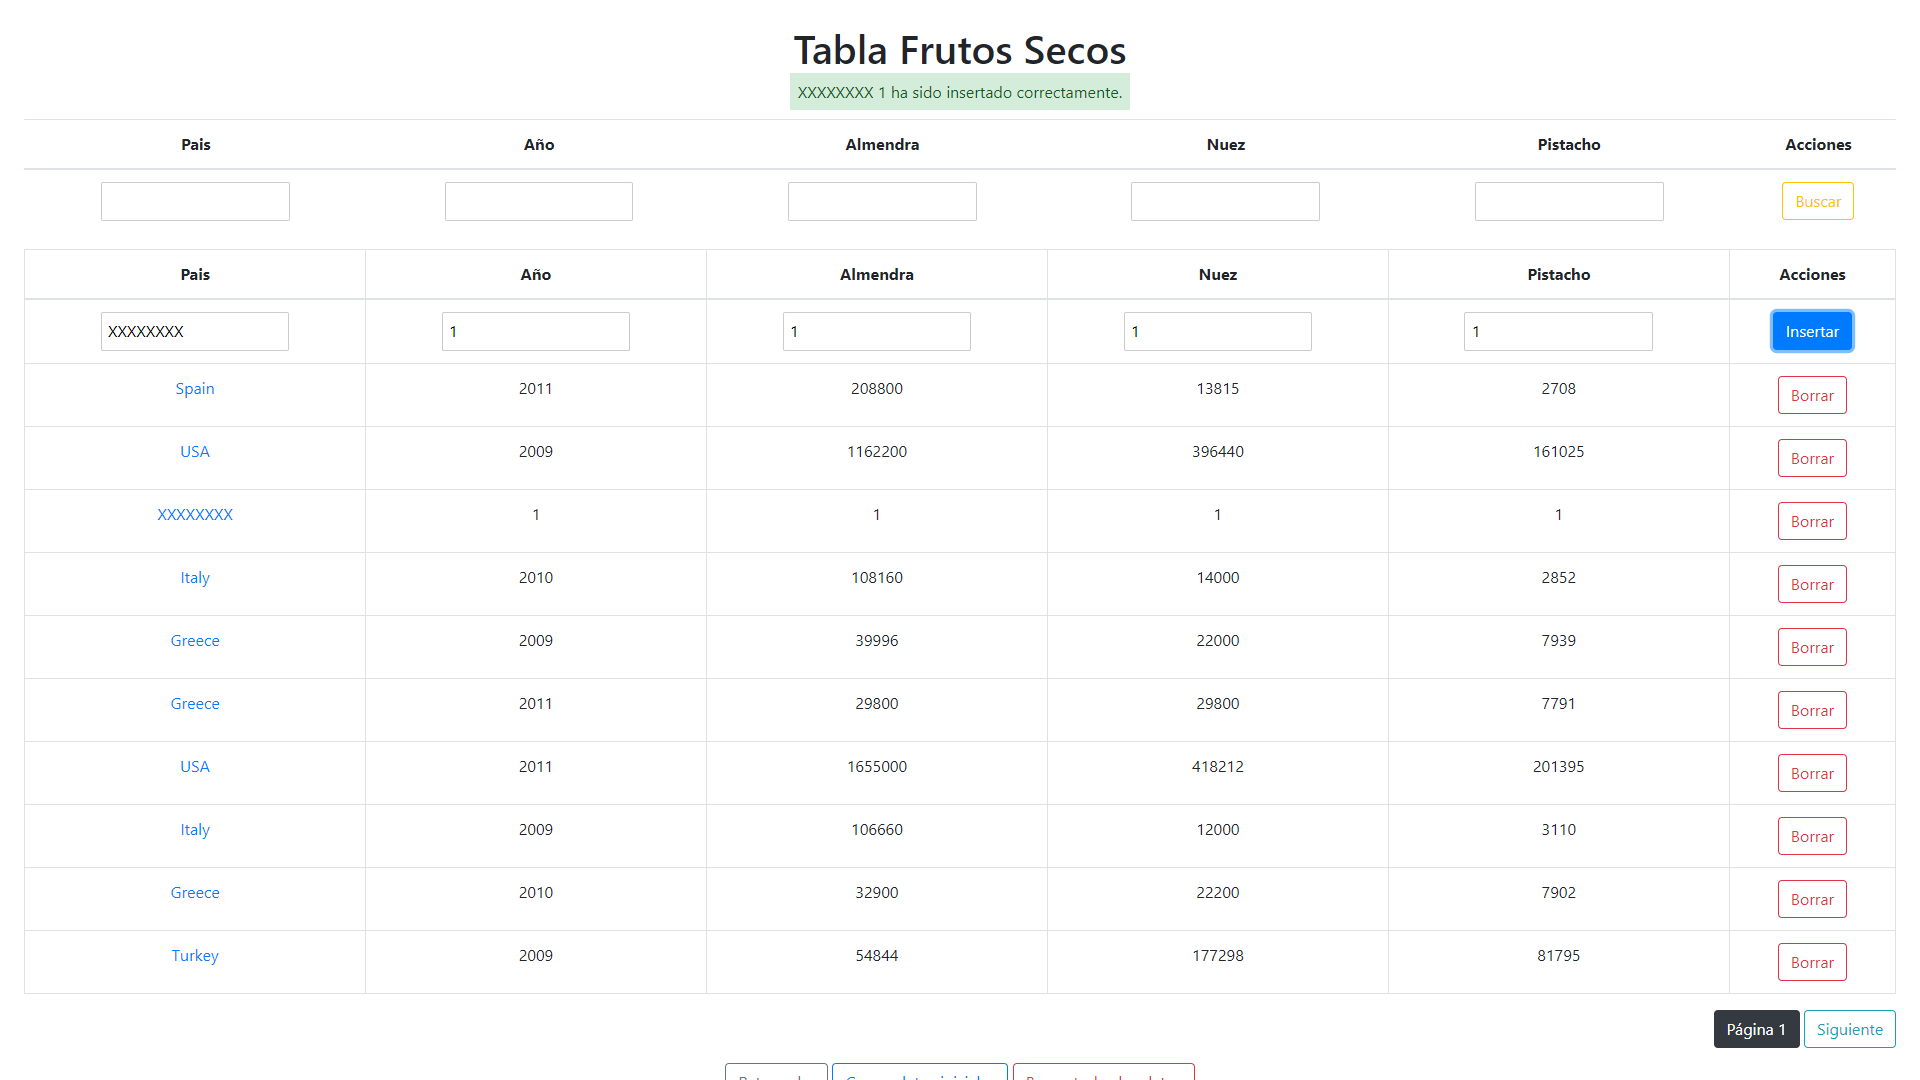 Tabla Frutos Secos
XXXXXXXX 1 ha sido insertado correctamente.
Pais Año Almendra Nuez Pistacho Acciones
Buscar
Pais Año Almendra Nuez Pistacho Acciones
XXXXXXXX 1 1 1 1 Insertar
Spain 2011 208800 13815 2708 Borrar
USA 2009 1162200 396440 161025 Borrar
XXXXXXXX 1 1 1 1 Borrar
Italy 2010 108160 14000 2852 Borrar
Greece 2009 39996 22000 7939 Borrar
Greece 2011 29800 29800 7791 Borrar
USA 2011 1655000 418212 201395 Borrar
Italy 2009 106660 12000 3110 Borrar
Greece 2010 32900 22200 7902 Borrar
Turkey 2009 54844 177298 81795 Borrar
Página 1 Siguiente